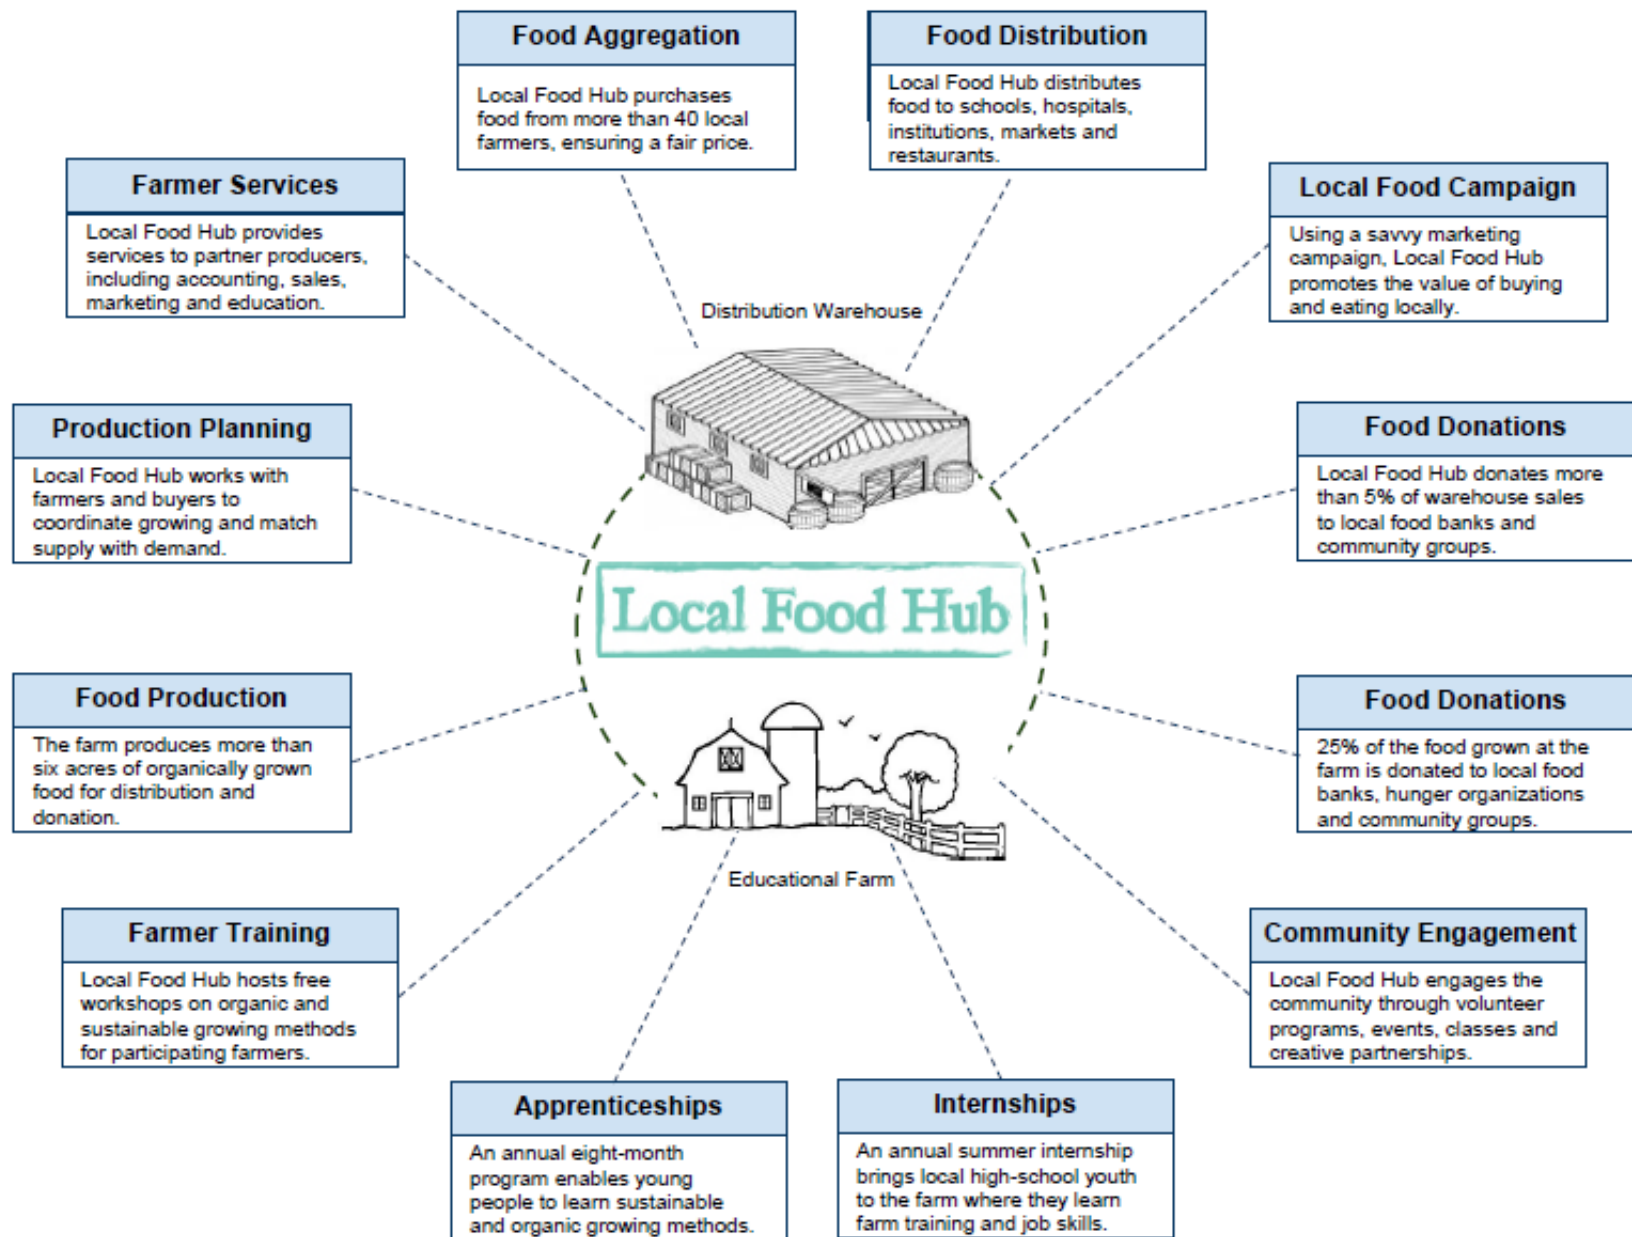 Food Aggregation
Local Food Hub purchases
food from more than 40 local
farmers, ensuring a fair price.
Food Distribution
Local Food Hub distributes
food to schools, hospitals,
institutions, markets and
restaurants.
Farmer Services
Local Food Hub provides
services to partner producers,
including accounting, sales,
marketing and education.
Local Food Campaign
Using a savvy marketing
campaign, Local Food Hub
promotes the value of buying
and eating locally.
Distribution Warehouse
Production Planning
Local Food Hub works with
farmers and buyers to
coordinate growing and match
supply with demand.
Food Donations
Local Food Hub donates more
than 5% of warehouse sales
to local food banks and
community groups.
Local Food Hub
Food Production
The farm produces more than
six acres of organically grown
food for distribution and
donation.
Food Donations
25% of the food grown at the
farm is donated to local food
banks, hunger organizations
and community groups.
Educational Farm
Farmer Training
Local Food Hub hosts free
workshops on organic and
sustainable growing methods
for participating farmers.
Community Engagement
Local Food Hub engages the
community through volunteer
programs, events, classes and
creative partnerships.
Apprenticeships
An annual eight-month
program enables young
people to learn sustainable
and organic growing methods.
Internships
An annual summer internship
brings local high-school youth
to the farm where they learn
farm training and job skills.